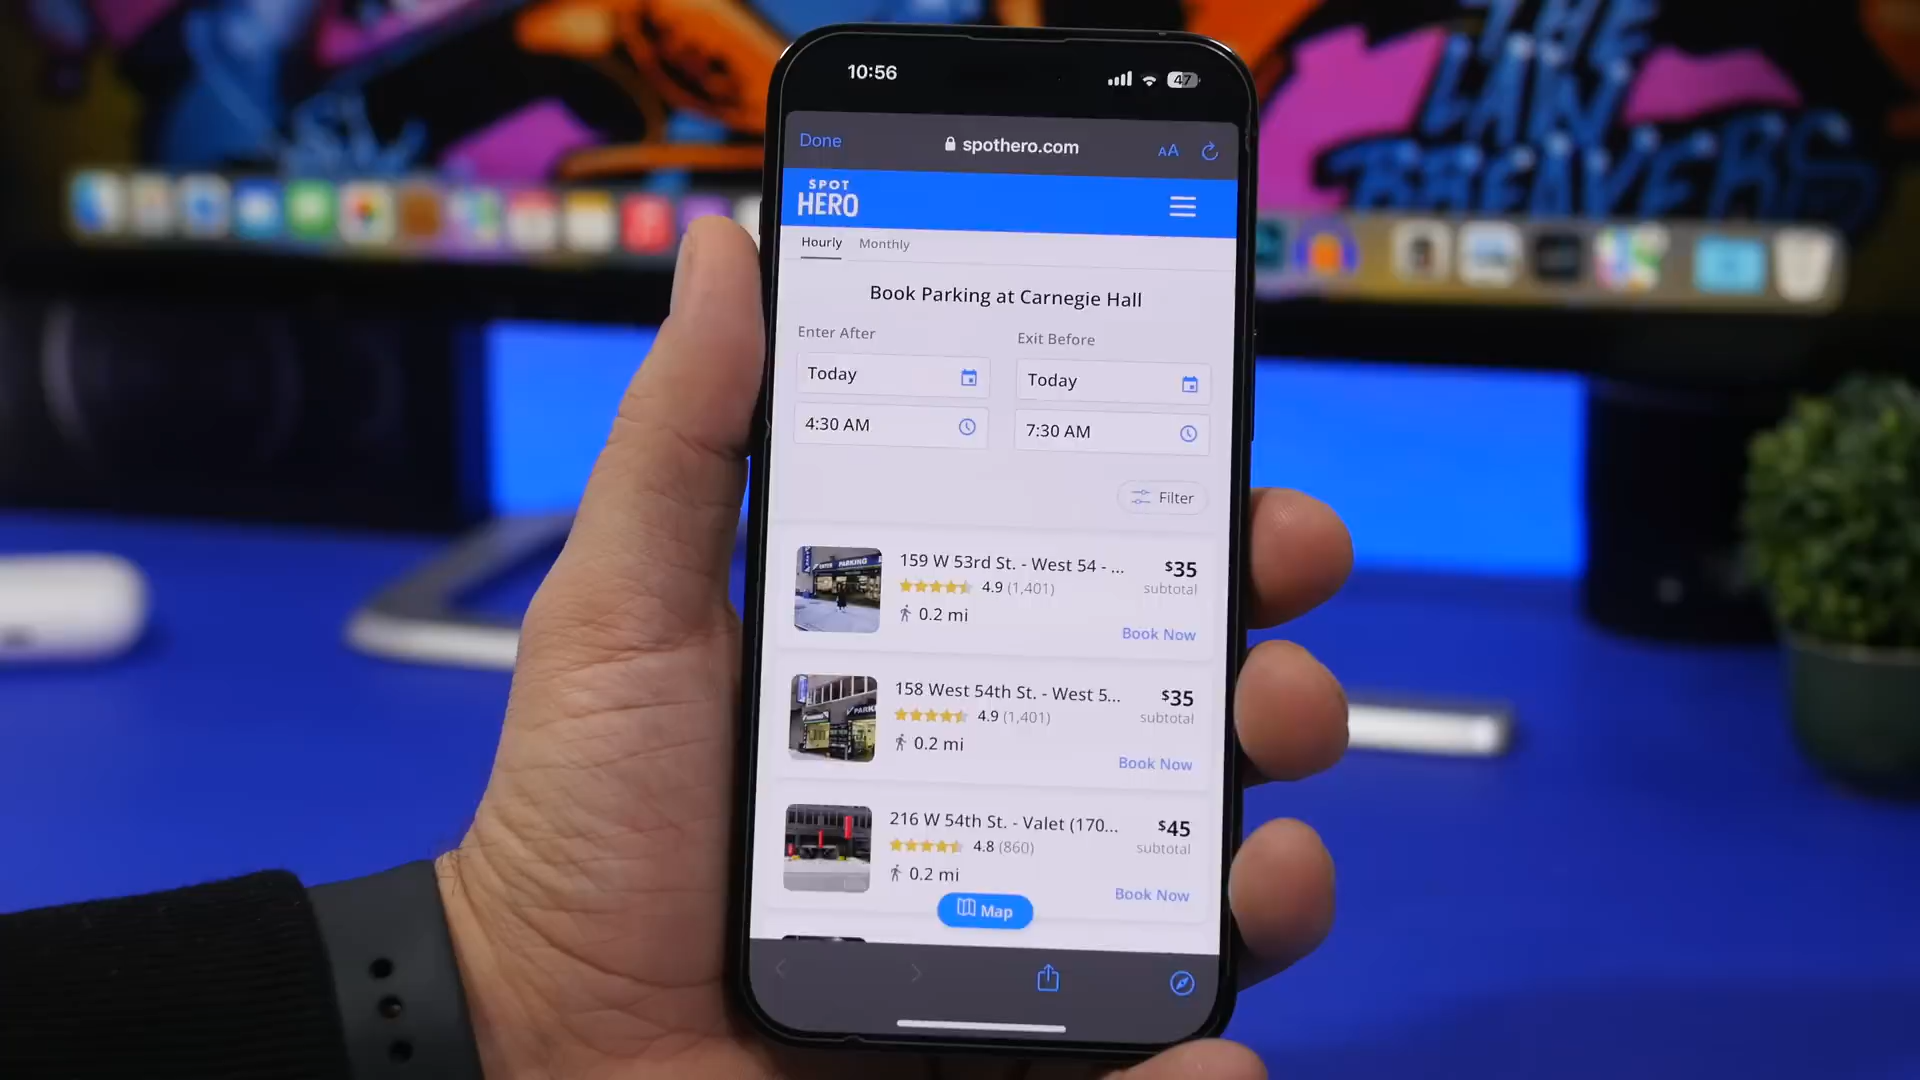 THE
LAW
BREAKERS
10:56
47
Done
spothero.com
AA
SPOT
HERO
Hourly Monthly
Book Parking at Carnegie Hall
Enter After Exit Before
Today Today
4:30 AM 7:30 AM
Filter
159 W 53rd St. - West 54 - ... $35
4.9 (1,401) subtotal
0.2 mi
Book Now
158 West 54th St. - West 5... $35
4.9 (1,401) subtotal
0.2 mi
Book Now
216 W 54th St. - Valet (170... $45
4.8 (860) subtotal
0.2 mi
Book Now
Map